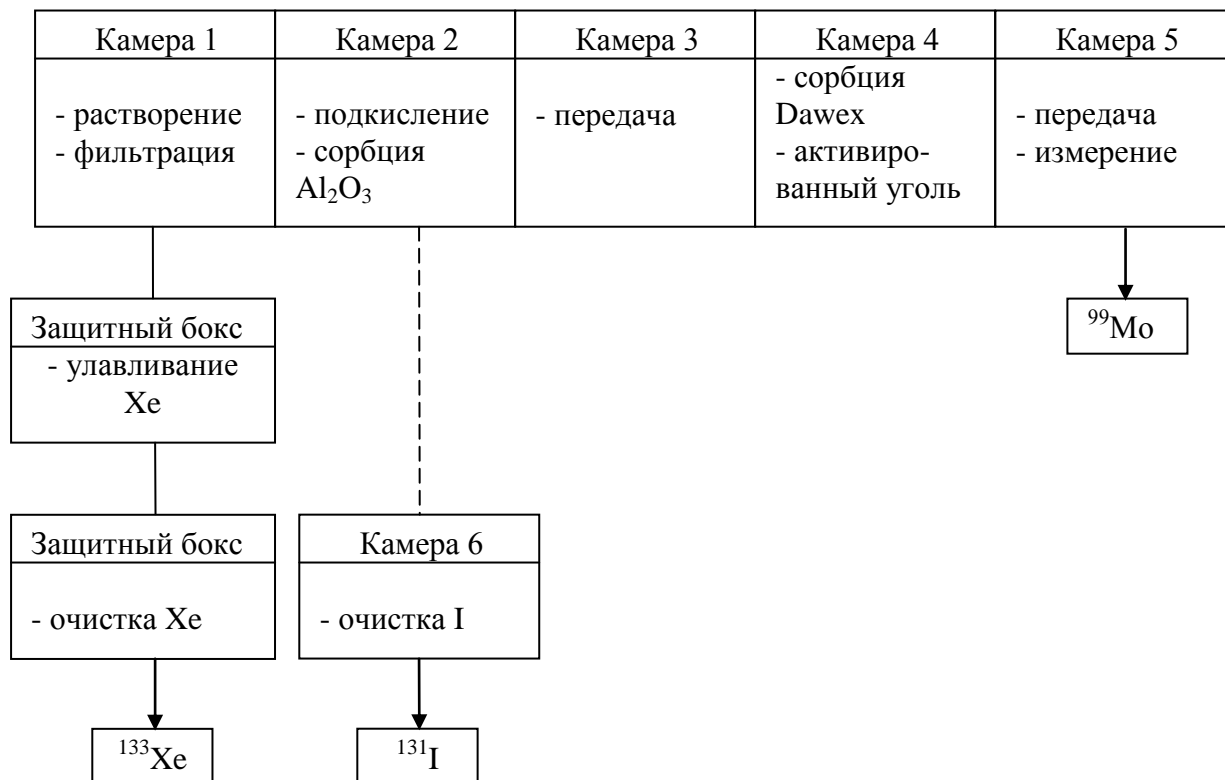 Камера 1
- растворение
- фильтрация
Камера 2
- подкисление
- сорбция
Al₂O₃
Камера 3
- передача
Камера 4
- сорбция
Dawex
- активиро-
ванный уголь
Камера 5
- передача
- измерение
Защитный бокс
- улавливание
Xe
⁹⁹Mo
Защитный бокс
- очистка Xe
Камера 6
- очистка I
¹³³Xe
¹³¹I